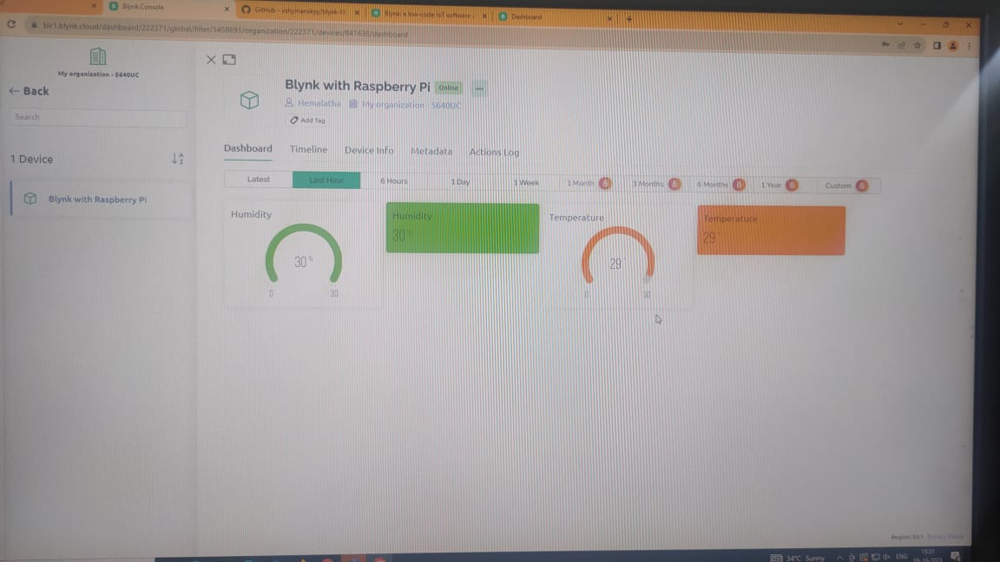 Blynk.Console
GitHub - vshymanskyy/blynk-lib
Blynk: a low-code IoT software
Dashboard
blr1.blynk.cloud/dashboard/222371/global/filter/1458691/organization/222371/devices/841638/dashboard
My organization - 5640UC
Back
Search
1 Device
Blynk with Raspberry Pi
Blynk with Raspberry Pi Online
Hemalatha My organization - 5640UC
Add Tag
Dashboard Timeline Device Info Metadata Actions Log
Latest Last Hour 6 Hours 1 Day 1 Week 1 Month 3 Months 6 Months 1 Year Custom
Humidity
30%
0 30
Humidity
30%
Temperature
29°
0 30
Temperature
29°
Region: blr1 Privacy Policy
34°C Sunny ENG
15:31